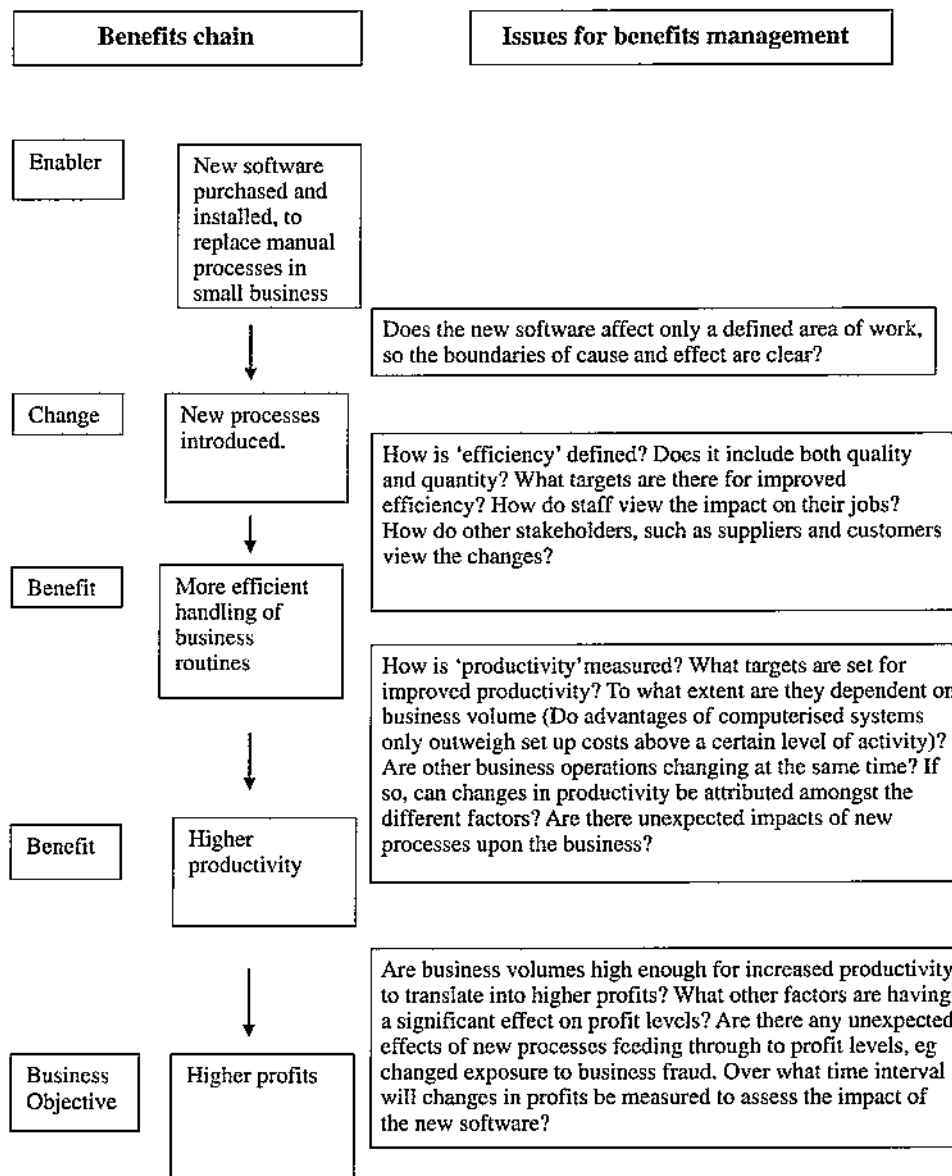 Benefits chain
Issues for benefits management
Enabler
New software
purchased and
installed, to
replace manual
processes in
small business
Does the new software affect only a defined area of work,
so the boundaries of cause and effect are clear?
Change
New processes
introduced.
How is ‘efficiency’ defined? Does it include both quality
and quantity? What targets are there for improved
efficiency? How do staff view the impact on their jobs?
How do other stakeholders, such as suppliers and customers
view the changes?
Benefit
More efficient
handling of
business
routines
How is ‘productivity’measured? What targets are set for
improved productivity? To what extent are they dependent on
business volume (Do advantages of computerised systems
only outweigh set up costs above a certain level of activity)?
Are other business operations changing at the same time? If
so, can changes in productivity be attributed amongst the
different factors? Are there unexpected impacts of new
processes upon the business?
Benefit
Higher
productivity
Are business volumes high enough for increased productivity
to translate into higher profits? What other factors are having
a significant effect on profit levels? Are there any unexpected
effects of new processes feeding through to profit levels, eg
changed exposure to business fraud. Over what time interval
will changes in profits be measured to assess the impact of
the new software?
Business
Objective
Higher profits